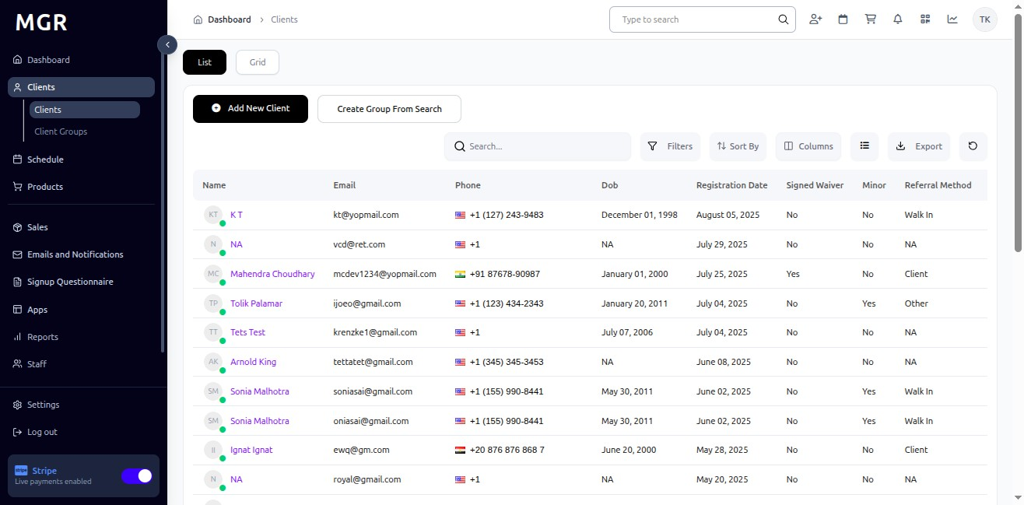 MGR
Dashboard
Clients
Clients
Client Groups
Schedule
Products
Sales
Emails and Notifications
Signup Questionnaire
Apps
Reports
Staff
Settings
Log out
stripe Stripe
Live payments enabled
Dashboard > Clients
Type to search
TK
List Grid
Add New Client Create Group From Search
Search... Filters Sort By Columns Export
Name Email Phone Dob Registration Date Signed Waiver Minor Referral Method
KT K T kt@yopmail.com +1 (127) 243-9483 December 01, 1998 August 05, 2025 No No Walk In
N NA vcd@ret.com +1 NA July 29, 2025 No No NA
MC Mahendra Choudhary mcdev1234@yopmail.com +91 87678-90987 January 01, 2000 July 25, 2025 Yes No Client
TP Tolik Palamar ijoeo@gmail.com +1 (123) 434-2343 January 20, 2011 July 04, 2025 No Yes Other
TT Tets Test krenzke1@gmail.com +1 July 07, 2006 July 04, 2025 No No NA
AK Arnold King tettatet@gmail.com +1 (345) 345-3453 NA June 08, 2025 No No NA
SM Sonia Malhotra soniasai@gmail.com +1 (155) 990-8441 May 30, 2011 June 02, 2025 No Yes Walk In
SM Sonia Malhotra oniasai@gmail.com +1 (155) 990-8441 May 30, 2011 June 02, 2025 No Yes Walk In
II Ignat Ignat ewq@gm.com +20 876 876 868 7 June 20, 2000 May 28, 2025 No No Client
N NA royal@gmail.com +1 NA May 20, 2025 No No NA